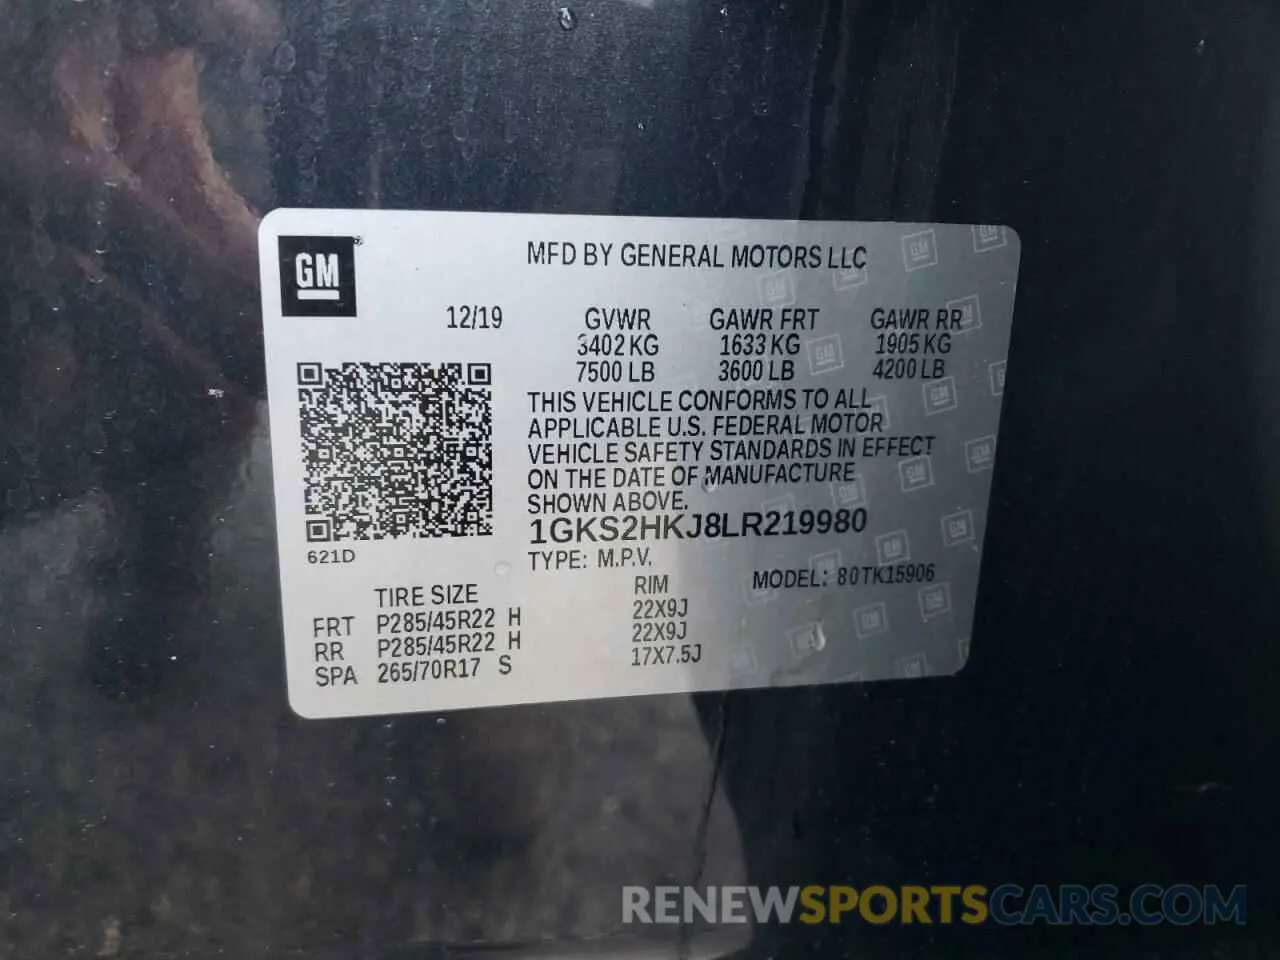 GM
MFD BY GENERAL MOTORS LLC
12/19
GVWR GAWR FRT GAWR RR
3402 KG 1633 KG 1905 KG
7500 LB 3600 LB 4200 LB
THIS VEHICLE CONFORMS TO ALL
APPLICABLE U.S. FEDERAL MOTOR
VEHICLE SAFETY STANDARDS IN EFFECT
ON THE DATE OF MANUFACTURE
SHOWN ABOVE.
1GKS2HKJ8LR219980
621D
TYPE: M.P.V.
MODEL: 80TK15906
TIRE SIZE RIM
FRT P285/45R22 H 22X9J
RR P285/45R22 H 22X9J
SPA 265/70R17 S 17X7.5J
RENEWSPORTSCARS.COM